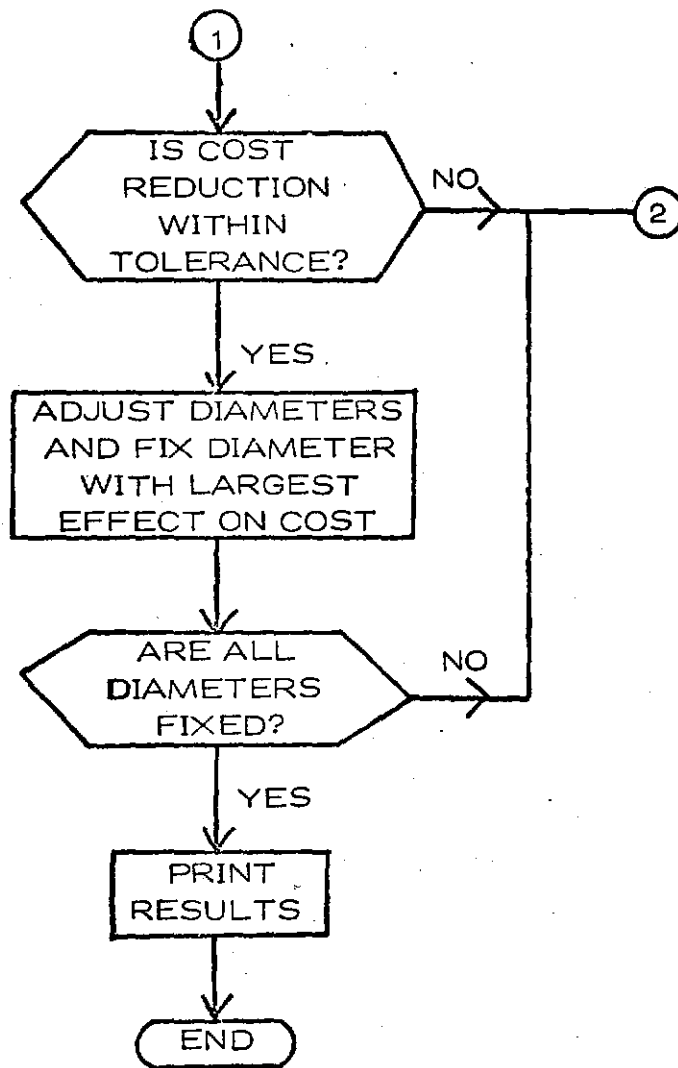 1
IS COST
REDUCTION
WITHIN
TOLERANCE?
NO
2
YES
ADJUST DIAMETERS
AND FIX DIAMETER
WITH LARGEST
EFFECT ON COST
ARE ALL
DIAMETERS
FIXED?
NO
YES
PRINT
RESULTS
END